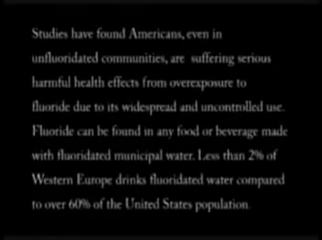 Studies have found Americans, even in
unfluoridated communities, are suffering serious
harmful health effects from overexposure to
fluoride due to its widespread and uncontrolled use.
Fluoride can be found in any food or beverage made
with fluoridated municipal water. Less than 2% of
Western Europe drinks fluoridated water compared
to over 60% of the United States population.